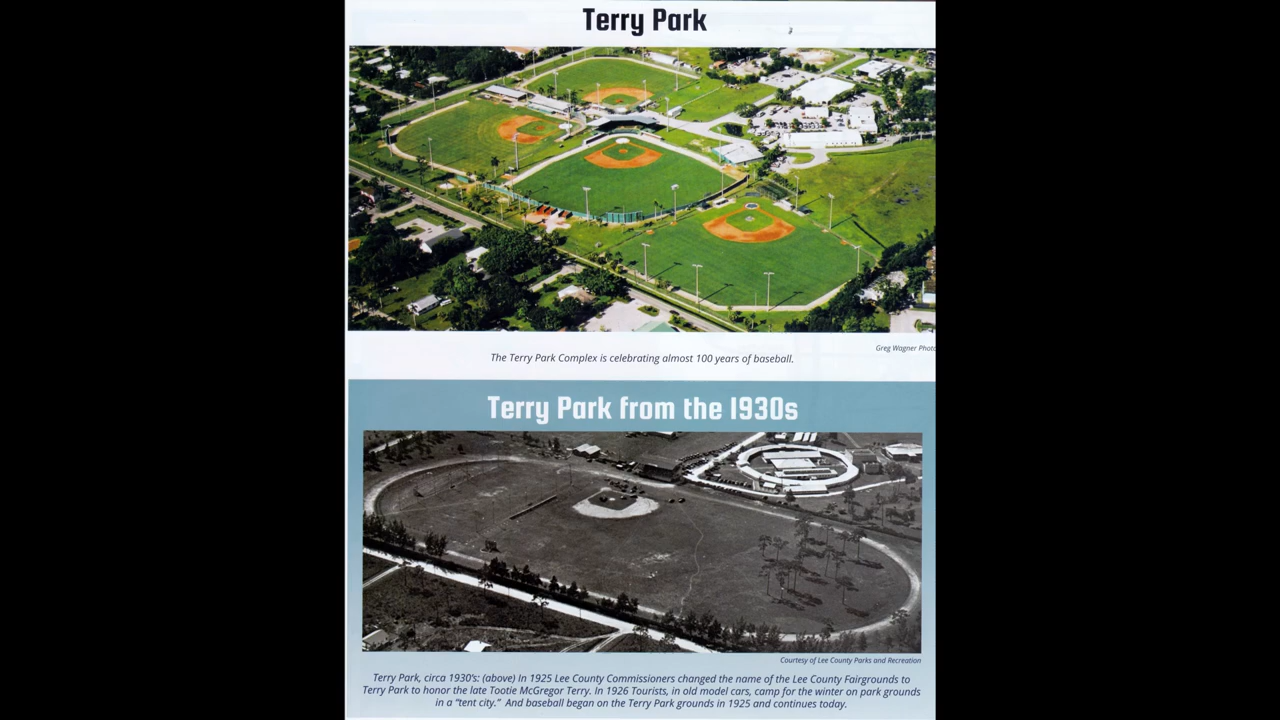 Terry Park
Greg Wagner Photo
The Terry Park Complex is celebrating almost 100 years of baseball.
Terry Park from the 1930s
Courtesy of Lee County Parks and Recreation
Terry Park, circa 1930's: (above) In 1925 Lee County Commissioners changed the name of the Lee County Fairgrounds to
Terry Park to honor the late Tootie McGregor Terry. In 1926 Tourists, in old model cars, camp for the winter on park grounds
in a "tent city." And baseball began on the Terry Park grounds in 1925 and continues today.